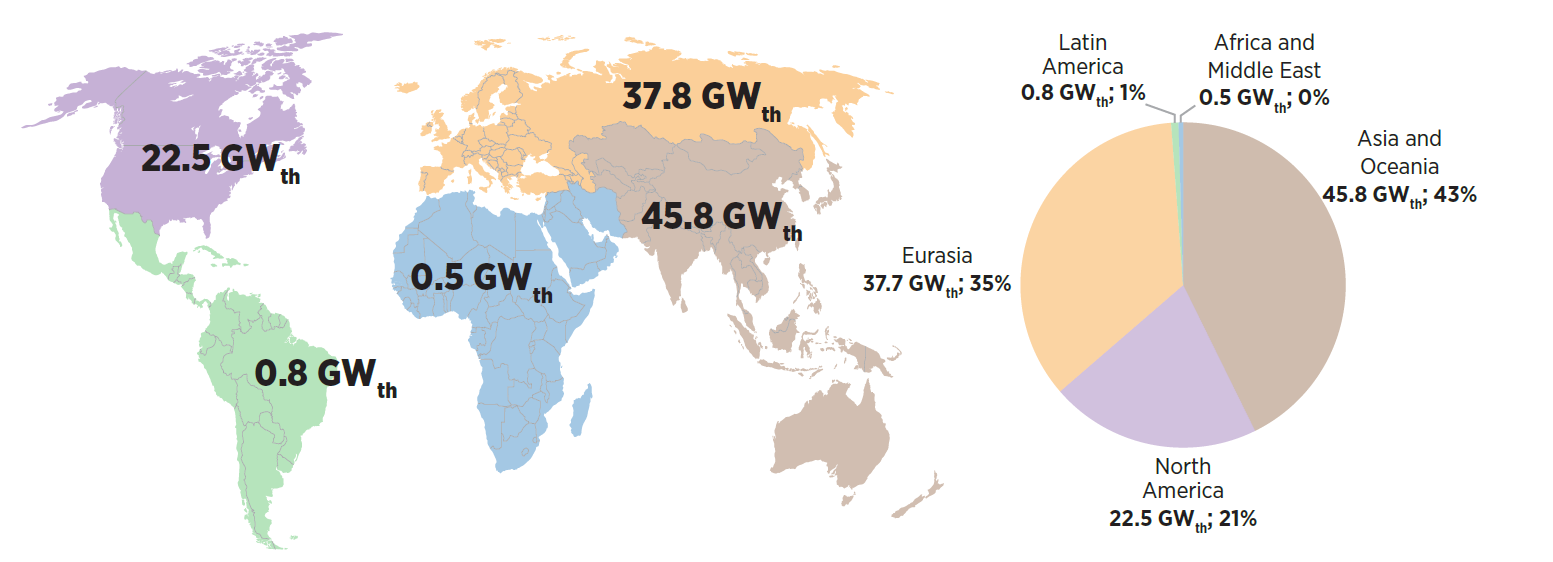 22.5 GWth
37.8 GWth
45.8 GWth
0.5 GWth
0.8 GWth
Latin
America
0.8 GWth; 1%
Africa and
Middle East
0.5 GWth; 0%
Asia and
Oceania
45.8 GWth; 43%
Eurasia
37.7 GWth; 35%
North
America
22.5 GWth; 21%